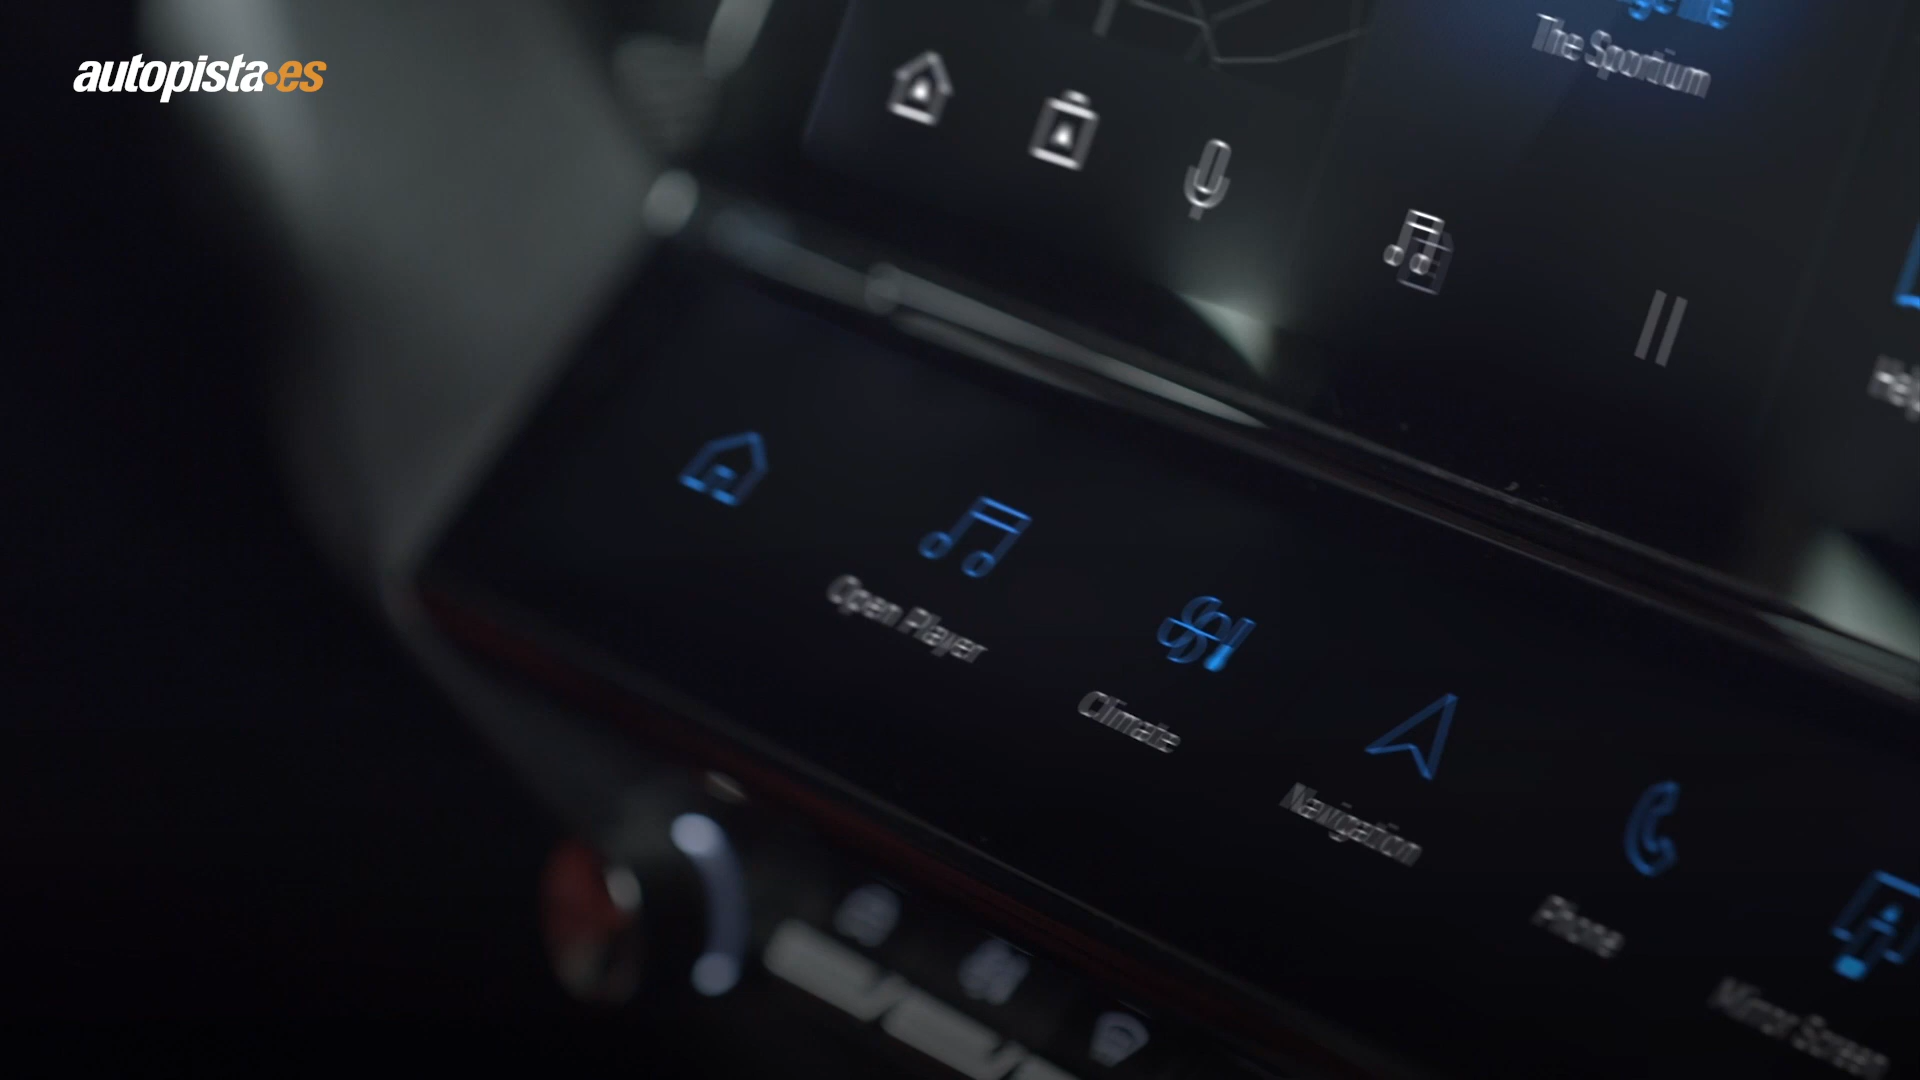 autopista.es
The Sportium
Open Player
Climate
Navigation
Phone
Mirror Screen